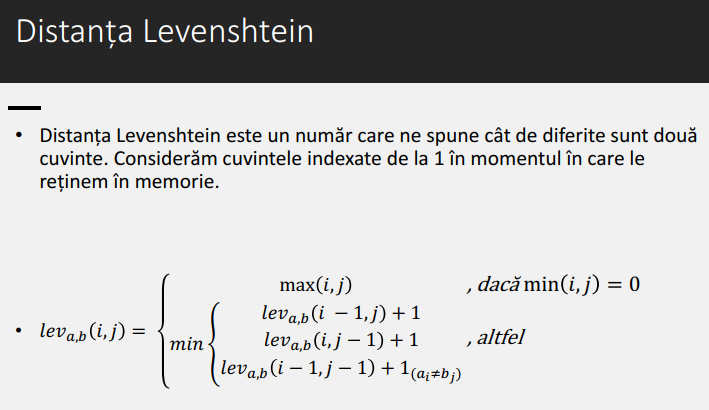 Distanța Levenshtein
• Distanța Levenshtein este un număr care ne spune cât de diferite sunt două
cuvinte. Considerăm cuvintele indexate de la 1 în momentul în care le
reținem în memorie.
max(i, j) , dacă min(i, j) = 0
lev_{a,b}(i − 1, j) + 1
• lev_{a,b}(i, j) = { min { lev_{a,b}(i, j − 1) + 1 , altfel
lev_{a,b}(i − 1, j − 1) + 1_{(a_i≠b_j)}